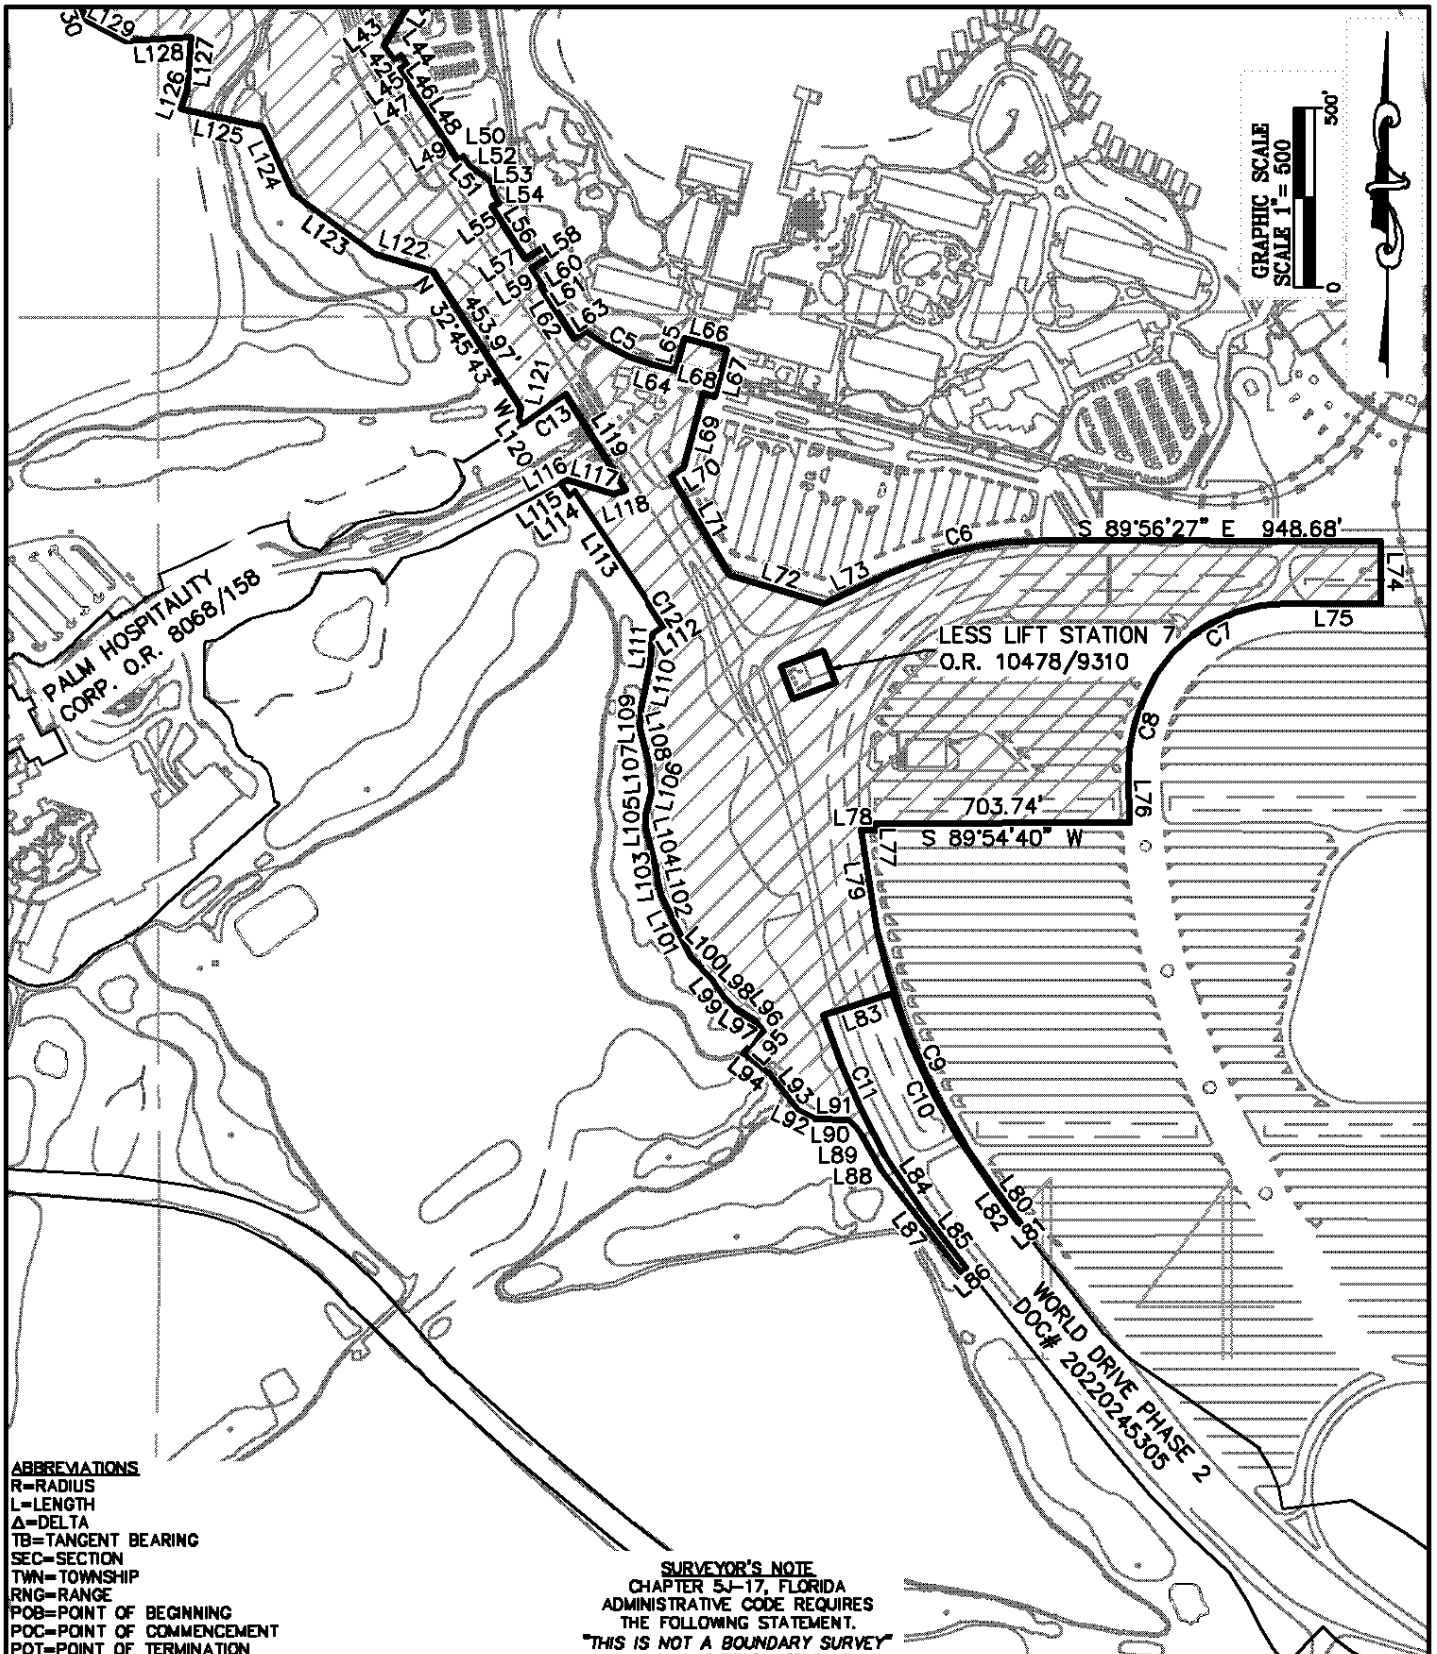 30
L129
L128
L127
L126
L125
L124
L123
L122
L43
L44
L42
L45
L46
L47
L48
L49
L50
L51
L52
L53
L54
L55
L56
L57
L58
L59
L60
L61
L62
L63
C5
L64
L65
L66
L67
L68
L69
L70
L71
L72
L73
C6
GRAPHIC SCALE
SCALE 1" = 500
0
500'
N 32°45'43" W
453.97'
L121
L120
C13
L119
L116
L117
L115
L118
L114
L113
C12
L112
L111
L110
L109
L108
L107
L106
L105
L104
L103
L102
L101
L100
L99
L98
L97
L96
L95
L94
L93
L92
L91
L90
L89
L88
L87
L86
L85
L84
C11
L83
C10
C9
L82
L80
L81
S 89°56'27" E 948.68'
L74
L75
C7
C8
L76
LESS LIFT STATION 7
O.R. 10478/9310
703.74'
S 89°54'40" W
L78
L77
L79
PALM HOSPITALITY
CORP. O.R. 8068/158
WORLD DRIVE PHASE 2
DOC# 20220245305
ABBREVIATIONS
R=RADIUS
L=LENGTH
Δ=DELTA
TB=TANGENT BEARING
SEC=SECTION
TWN=TOWNSHIP
RNG=RANGE
POB=POINT OF BEGINNING
POC=POINT OF COMMENCEMENT
POT=POINT OF TERMINATION
SURVEYOR'S NOTE
CHAPTER 5J-17, FLORIDA
ADMINISTRATIVE CODE REQUIRES
THE FOLLOWING STATEMENT.
"THIS IS NOT A BOUNDARY SURVEY"